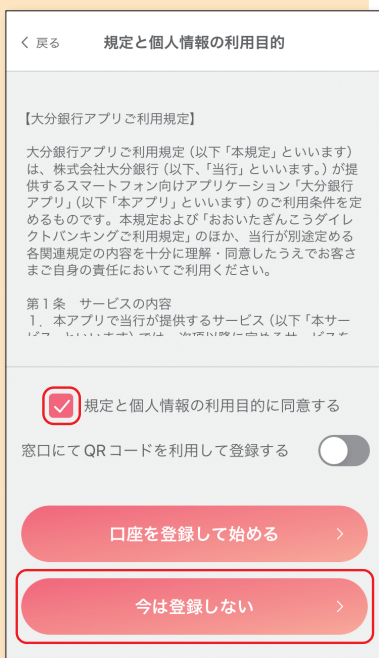 戻る　規定と個人情報の利用目的
【大分銀行アプリご利用規定】
大分銀行アプリご利用規定（以下「本規定」といいます）
は、株式会社大分銀行（以下、「当行」といいます。）が提
供するスマートフォン向けアプリケーション「大分銀行
アプリ」（以下「本アプリ」といいます）のご利用条件を定
めるものです。本規定および「おおいたぎんこうダイレ
クトバンキングご利用規定」のほか、当行が別途定める
各関連規定の内容を十分に理解・同意したうえでお客さ
まご自身の責任においてご利用ください。
第1条　サービスの内容
1．本アプリで当行が提供するサービス（以下「本サー
規定と個人情報の利用目的に同意する
窓口にてQRコードを利用して登録する
口座を登録して始める
今は登録しない